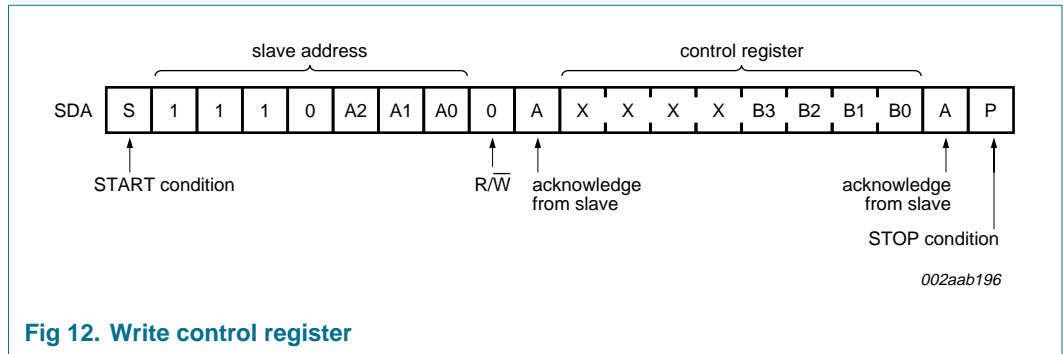 slave address control register
SDA S 1 1 1 0 A2 A1 A0 0 A X X X X B3 B2 B1 B0 A P
START condition R/W̅ acknowledge from slave acknowledge from slave
STOP condition
002aab196
Fig 12. Write control register